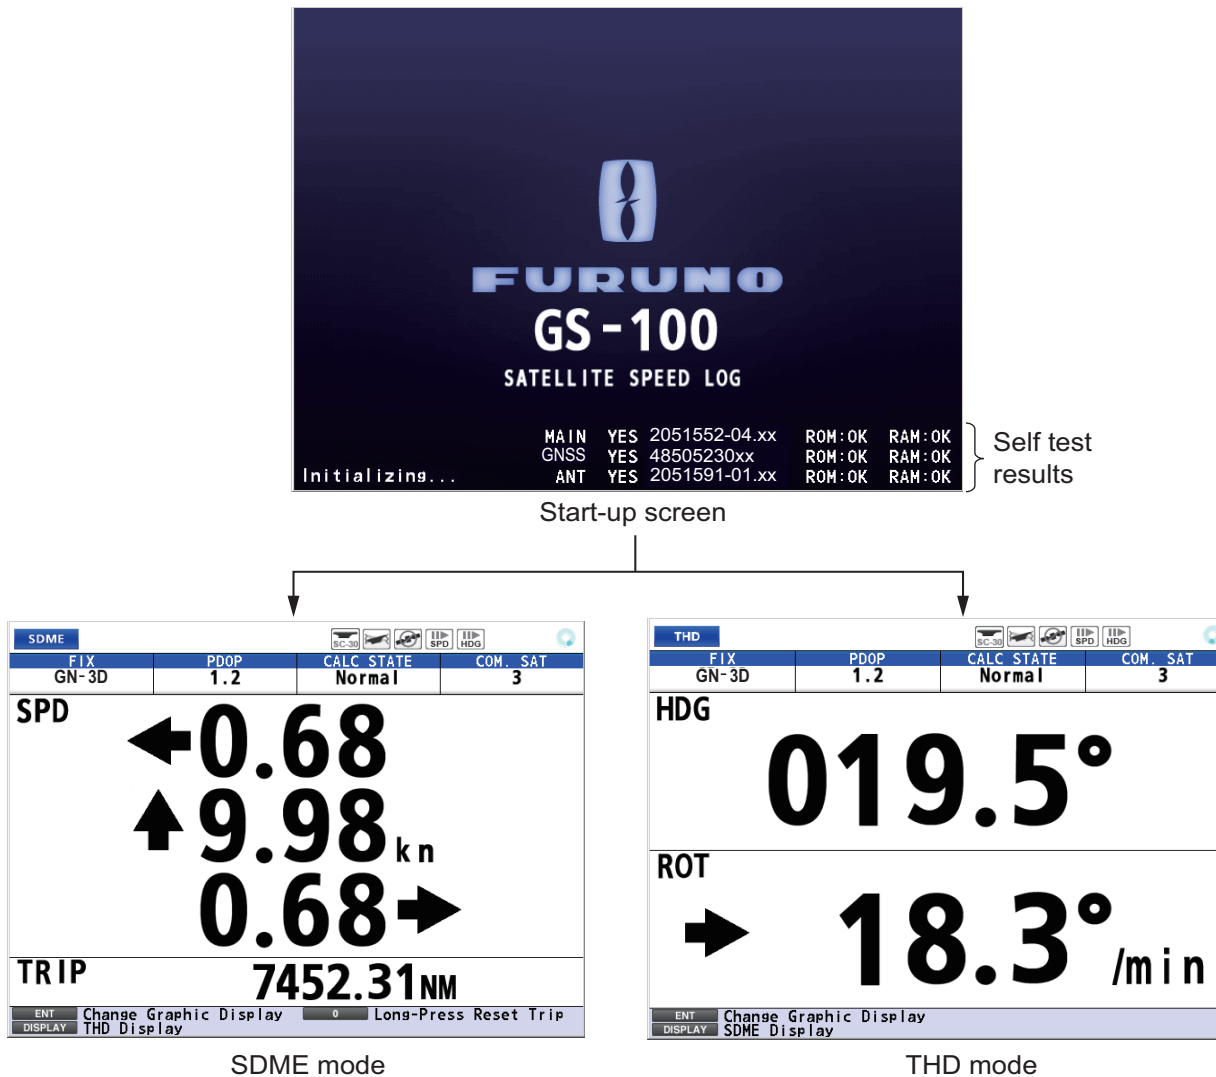 FURUNO
GS-100
SATELLITE SPEED LOG
MAIN YES 2051552-04.xx ROM:OK RAM:OK
GNSS YES 48505230xx ROM:OK RAM:OK
Initializing... ANT YES 2051591-01.xx ROM:OK RAM:OK
Self test
results
Start-up screen
SDME
SC-30 SPD HDG
FIX PDOP CALC STATE COM. SAT
GN-3D 1.2 Normal 3
SPD
0.68
9.98 kn
0.68
TRIP 7452.31NM
ENT Change Graphic Display 0 Long-Press Reset Trip
DISPLAY THD Display
SDME mode
THD
SC-30 SPD HDG
FIX PDOP CALC STATE COM. SAT
GN-3D 1.2 Normal 3
HDG
019.5°
ROT
18.3°/min
ENT Change Graphic Display
DISPLAY SDME Display
THD mode